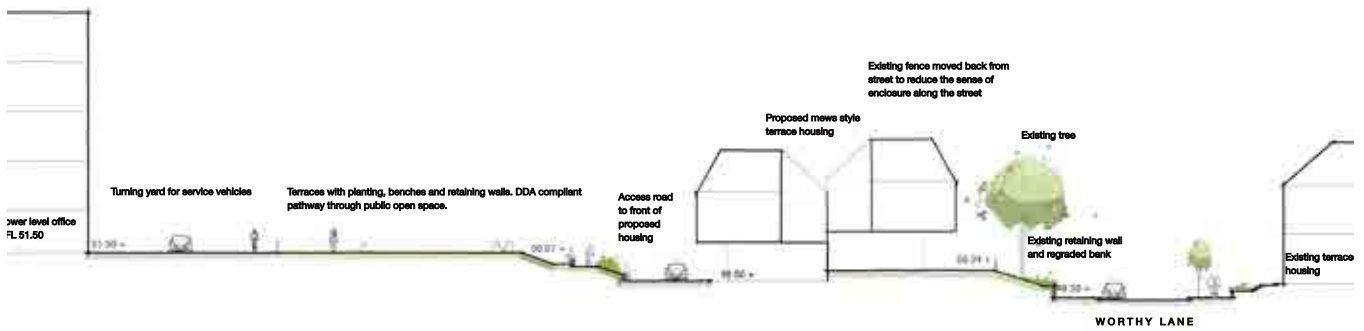 Existing fence moved back from
street to reduce the sense of
enclosure along the street
Proposed mews style
terrace housing
Existing tree
Turning yard for service vehicles
Terraces with planting, benches and retaining walls. DDA compliant
pathway through public open space.
Access road
to front of
proposed
housing
ower level office
FL 51.50
Existing retaining wall
and regraded bank
Existing terrace
housing
WORTHY LANE